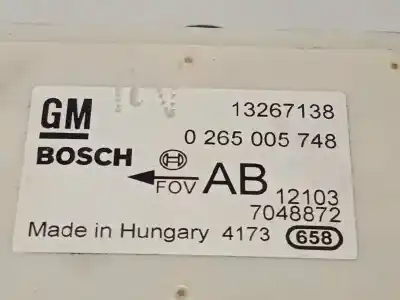 GM 13267138
0 265 005 748
BOSCH
FOV AB 12103
7048872
Made in Hungary 4173 658